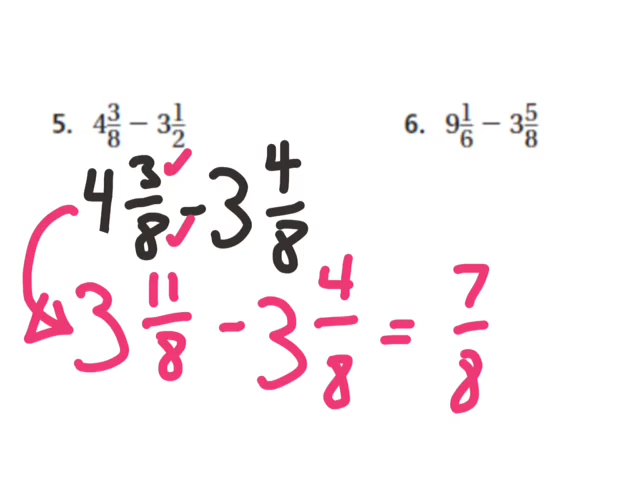 5. 4 3/8 − 3 1/2
6. 9 1/6 − 3 5/8
4 3/8 - 3 4/8
3 11/8 - 3 4/8 = 7/8